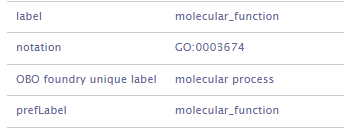 label molecular_function
notation GO:0003674
OBO foundry unique label molecular process
prefLabel molecular_function